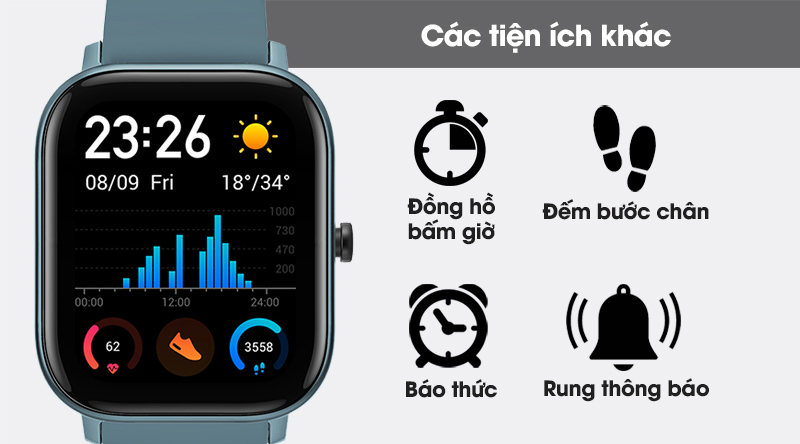 Các tiện ích khác
23:26
08/09 Fri
18°/34°
1000
730
470
200
00:00
12:00
24:00
62
3558
Đồng hồ
bấm giờ
Đếm bước chân
Báo thức
Rung thông báo